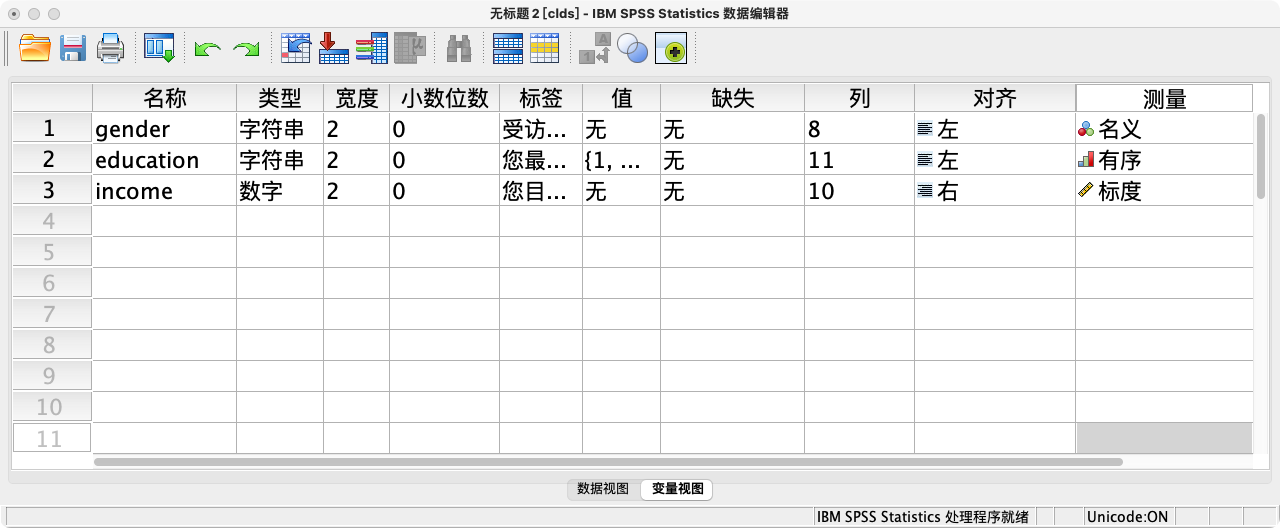 无标题 2 [clds] - IBM SPSS Statistics 数据编辑器
名称 类型 宽度 小数位数 标签 值 缺失 列 对齐 测量
1 gender 字符串 2 0 受访... 无 无 8 左 名义
2 education 字符串 2 0 您最... {1, ... 无 11 左 有序
3 income 数字 2 0 您目... 无 无 10 右 标度
4
5
6
7
8
9
10
11
数据视图 变量视图
IBM SPSS Statistics 处理程序就绪 Unicode:ON